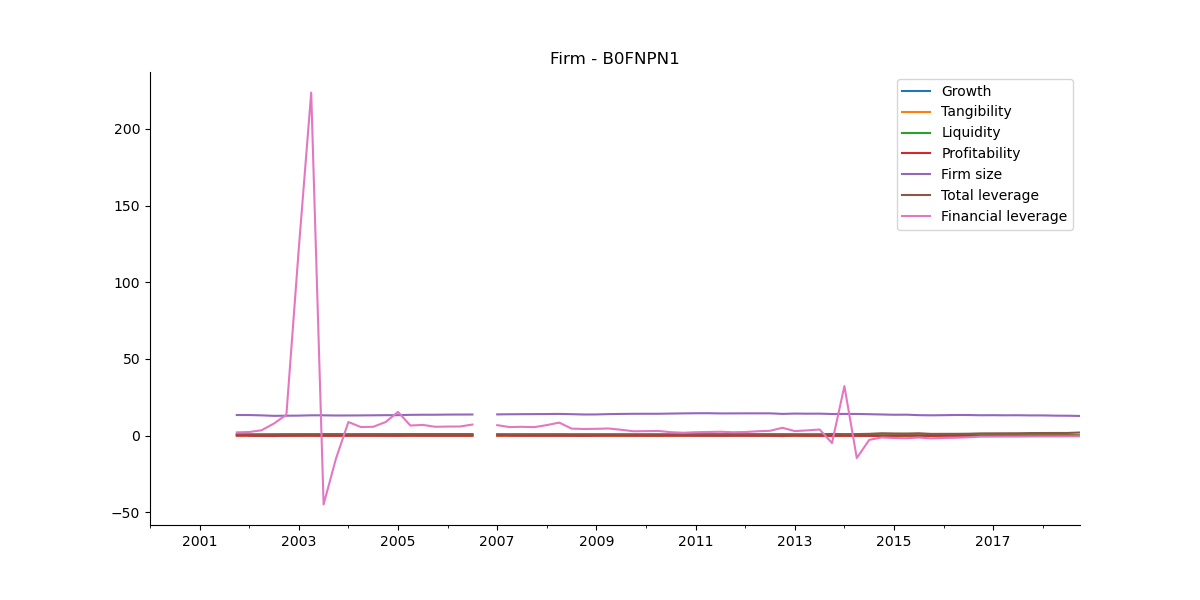 Firm - B0FNPN1
Growth
Tangibility
Liquidity
Profitability
Firm size
Total leverage
Financial leverage
200
150
100
50
0
−50
2001 2003 2005 2007 2009 2011 2013 2015 2017